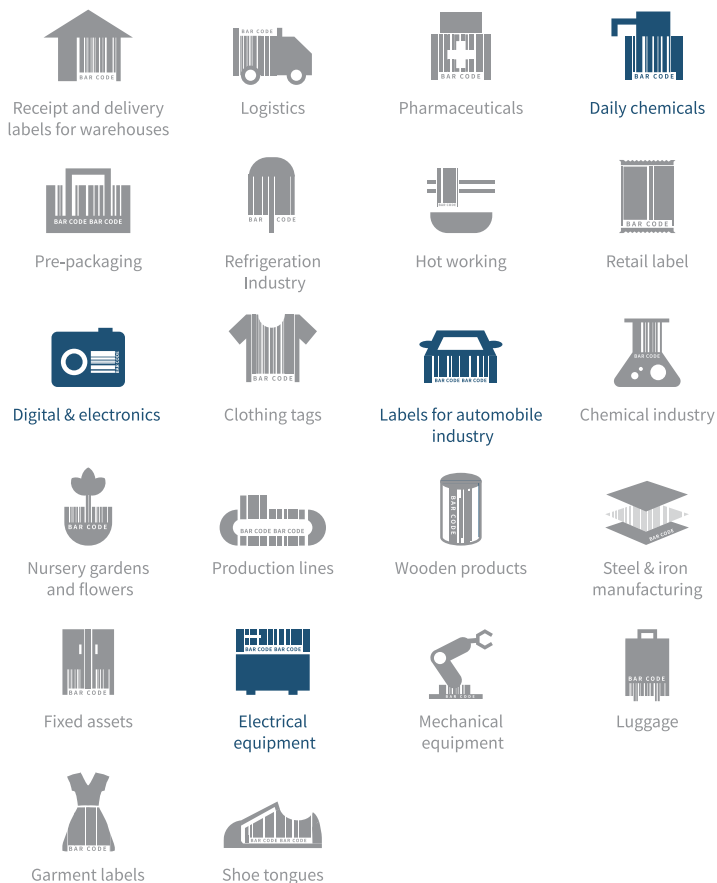 BAR CODE
BAR CODE
BAR CODE
BAR CODE
Receipt and delivery
labels for warehouses
Logistics
Pharmaceuticals
Daily chemicals
BAR CODE BAR CODE
BAR CODE
BAR CODE
BAR CODE
Pre-packaging
Refrigeration
Industry
Hot working
Retail label
BAR CODE
BAR CODE
BAR CODE BAR CODE
BAR CODE
Digital & electronics
Clothing tags
Labels for automobile
industry
Chemical industry
BAR CODE
BAR CODE BAR CODE
BAR CODE
BAR CODE
Nursery gardens
and flowers
Production lines
Wooden products
Steel & iron
manufacturing
BAR CODE
BAR CODE BAR CODE
BAR CODE
BAR CODE
Fixed assets
Electrical
equipment
Mechanical
equipment
Luggage
BAR CODE
BAR CODE BAR CODE
Garment labels
Shoe tongues